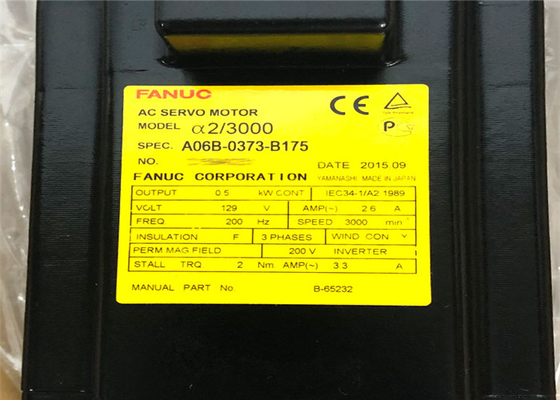 FANUC
AC SERVO MOTOR
MODEL α2/3000
SPEC. A06B-0373-B175
NO.
DATE 2015.09
FANUC CORPORATION YAMANASHI MADE IN JAPAN
OUTPUT 0.5 kW.CONT IEC34-1/A2 1989
VOLT 129 V AMP(~) 2.6 A
FREQ 200 Hz SPEED 3000 min⁻¹
INSULATION F 3 PHASES WIND CON Y
PERM MAG FIELD 200 V INVERTER
STALL TRQ 2 Nm. AMP(~) 3.3 A
MANUAL PART No. B-65232
CE